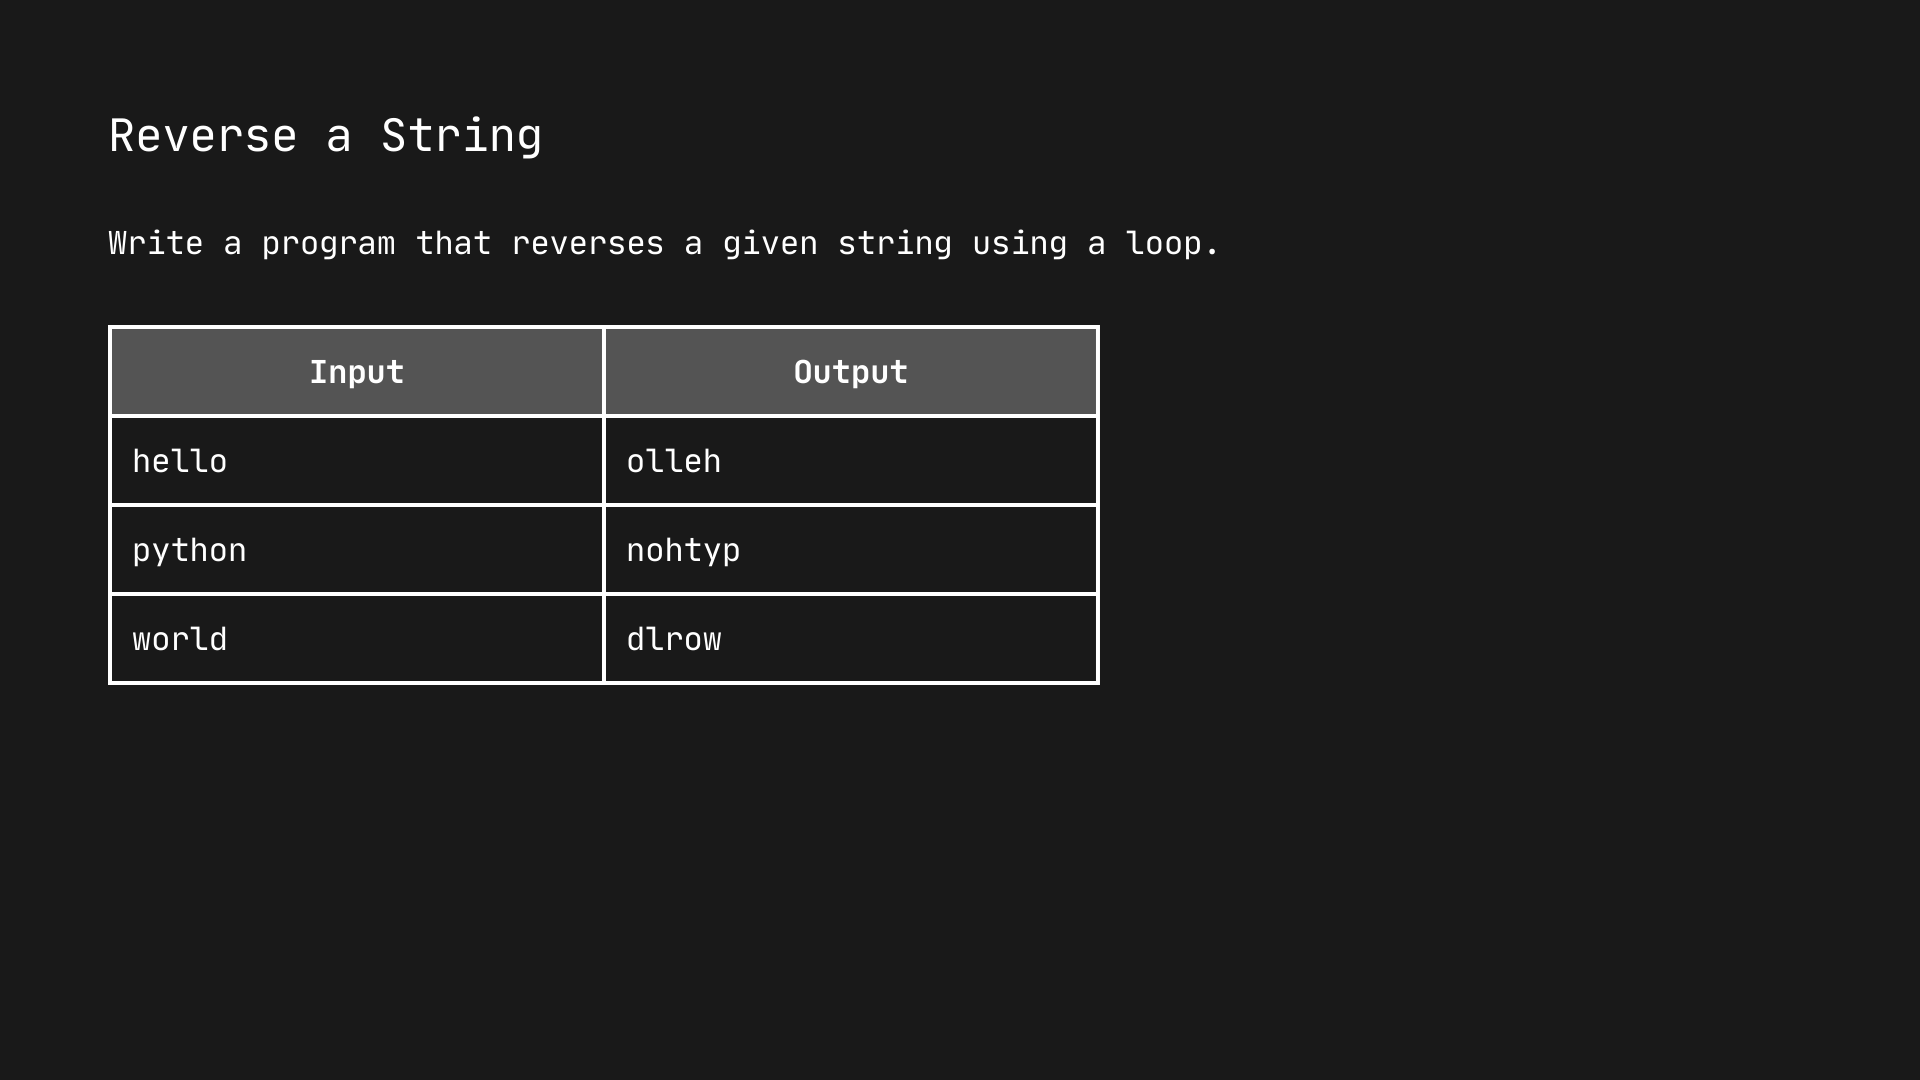 Reverse a String
Write a program that reverses a given string using a loop.
Input Output
hello olleh
python nohtyp
world dlrow